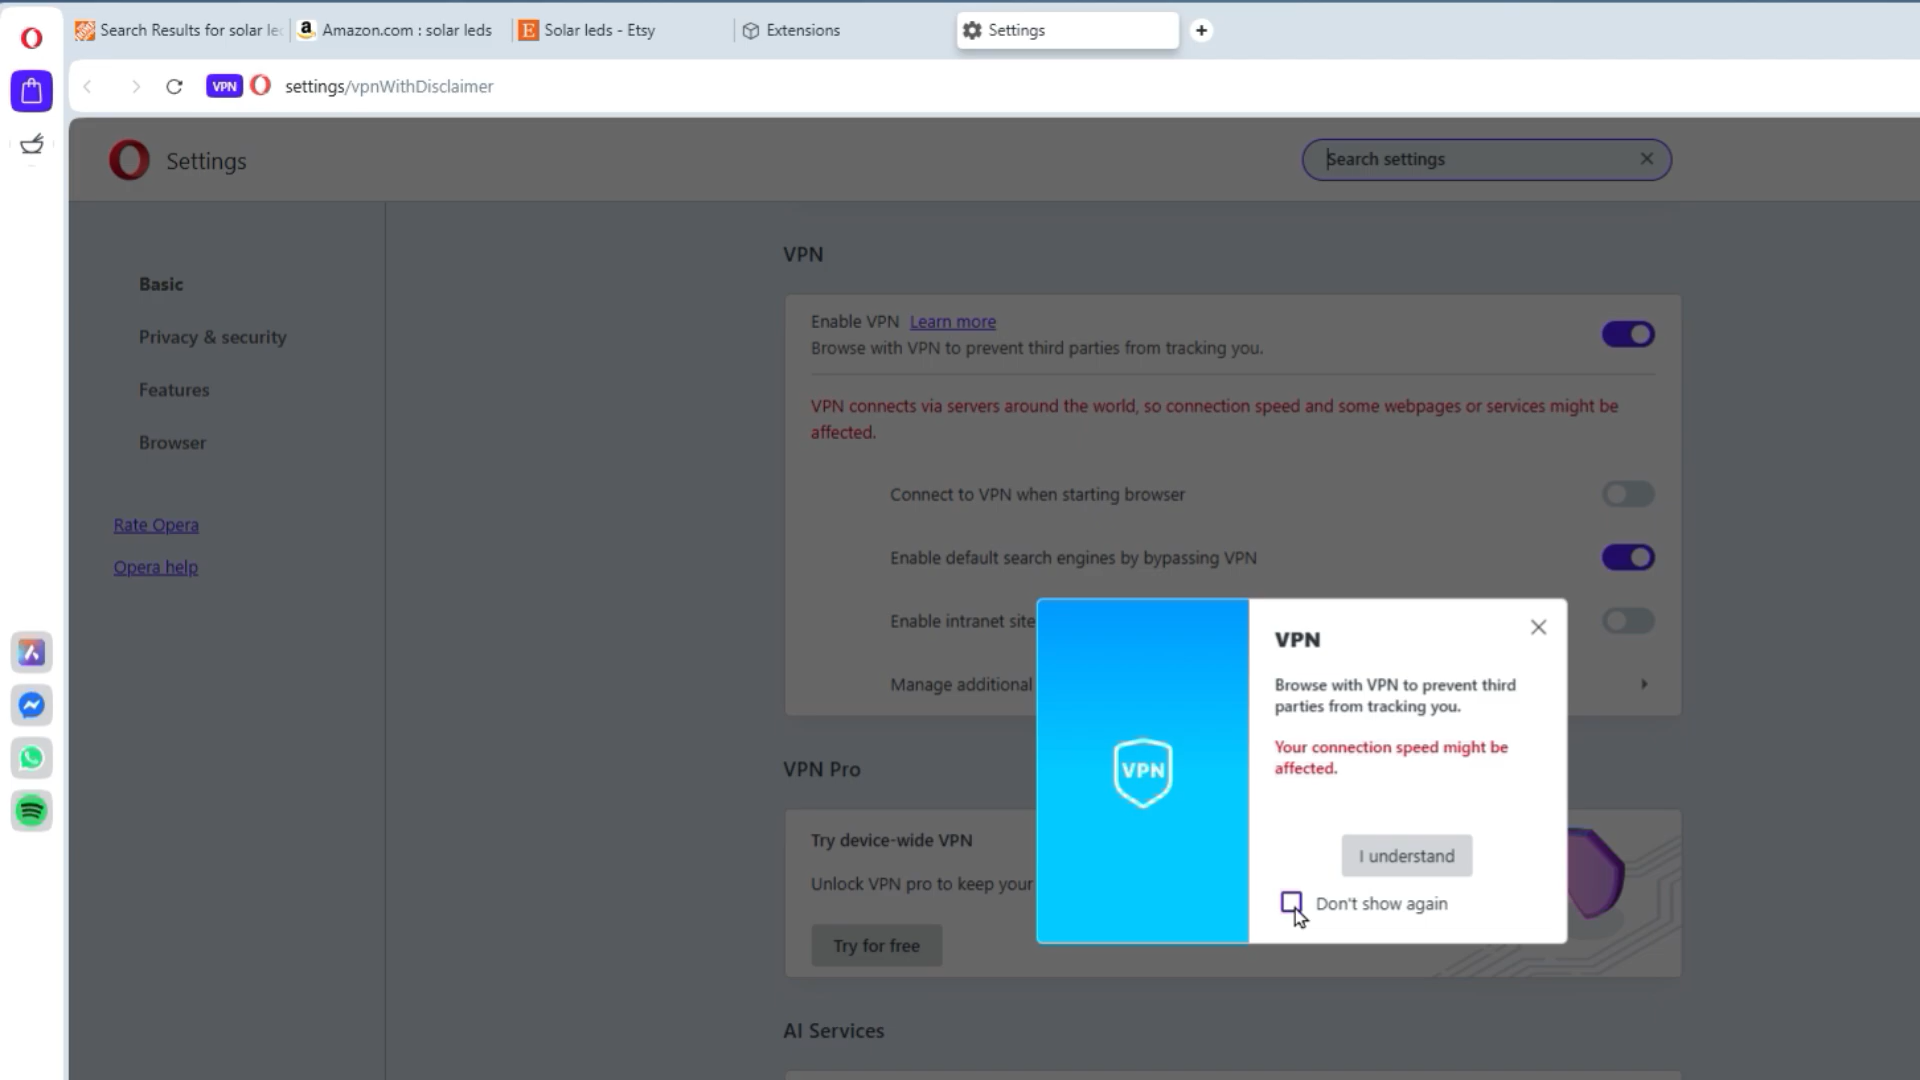 Search Results for solar le
Amazon.com : solar leds
Solar leds - Etsy
Extensions
Settings
VPN
settings/vpnWithDisclaimer
Settings
Search settings
Basic
Privacy & security
Features
Browser
Rate Opera
Opera help
VPN
Enable VPN Learn more
Browse with VPN to prevent third parties from tracking you.
VPN connects via servers around the world, so connection speed and some webpages or services might be
affected.
Connect to VPN when starting browser
Enable default search engines by bypassing VPN
Enable intranet site
Manage additional
VPN Pro
Try device-wide VPN
Unlock VPN pro to keep your
Try for free
AI Services
VPN
VPN
Browse with VPN to prevent third
parties from tracking you.
Your connection speed might be
affected.
I understand
Don't show again